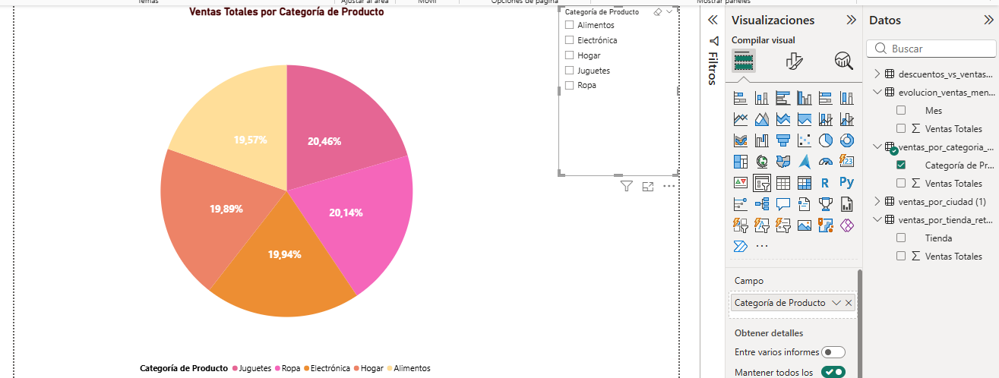 Temas
Ajustar al área
Móvil
Opciones de página
Mostrar paneles
Ventas Totales por Categoría de Producto
19,57%
20,46%
19,89%
20,14%
19,94%
Categoría de Producto Juguetes Ropa Electrónica Hogar Alimentos
Categoría de Producto
Alimentos
Electrónica
Hogar
Juguetes
Ropa
Filtros
Visualizaciones
Compilar visual
123
R Py
Campo
Categoría de Producto
Obtener detalles
Entre varios informes
Mantener todos los
Datos
Buscar
descuentos_vs_ventas...
evolucion_ventas_men...
Mes
Ventas Totales
ventas_por_categoria_...
Categoría de Pr...
Ventas Totales
ventas_por_ciudad (1)
ventas_por_tienda_ret...
Tienda
Ventas Totales